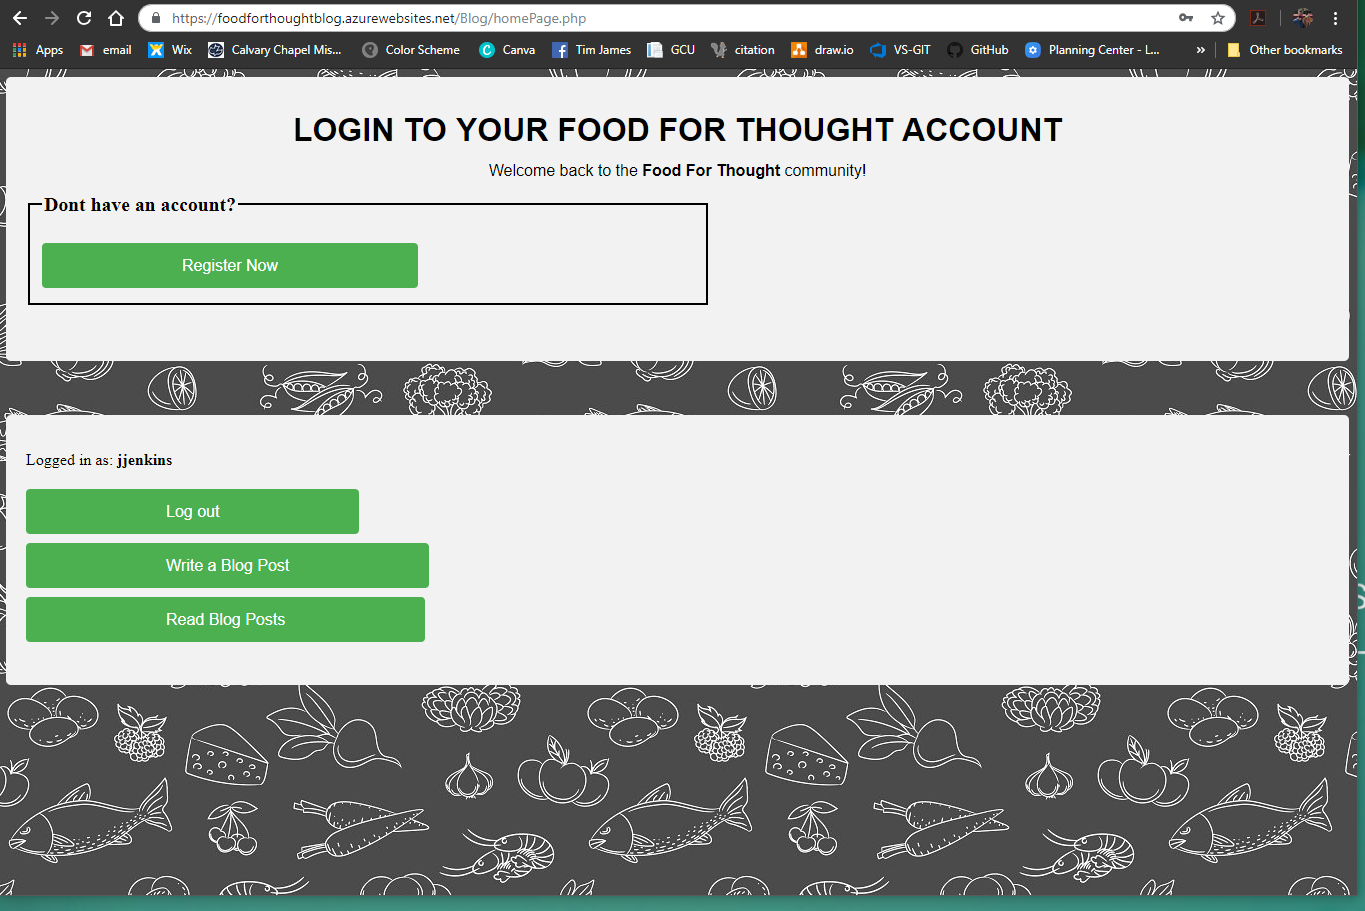 https://foodforthoughtblog.azurewebsites.net/Blog/homePage.php
Apps email Wix Calvary Chapel Mis... Color Scheme Canva Tim James GCU citation draw.io VS-GIT GitHub Planning Center - L... » Other bookmarks
LOGIN TO YOUR FOOD FOR THOUGHT ACCOUNT
Welcome back to the Food For Thought community!
Dont have an account?
Register Now
Logged in as: jjenkins
Log out
Write a Blog Post
Read Blog Posts